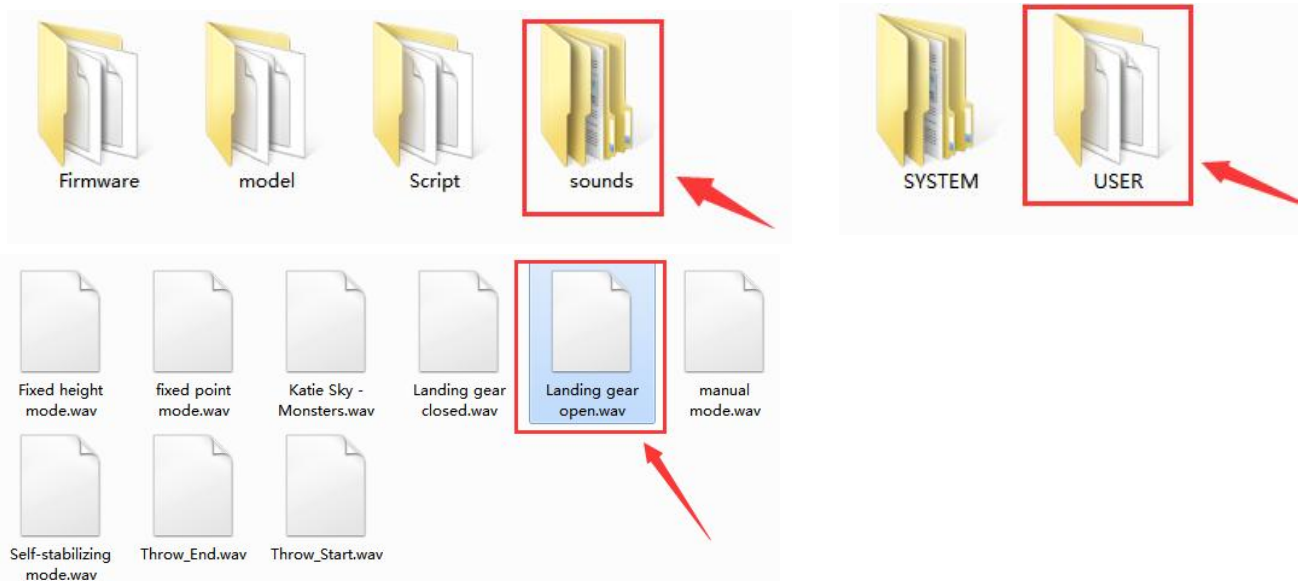 Firmware
model
Script
sounds
SYSTEM
USER
Fixed height
mode.wav
fixed point
mode.wav
Katie Sky -
Monsters.wav
Landing gear
closed.wav
Landing gear
open.wav
manual
mode.wav
Self-stabilizing
mode.wav
Throw_End.wav
Throw_Start.wav